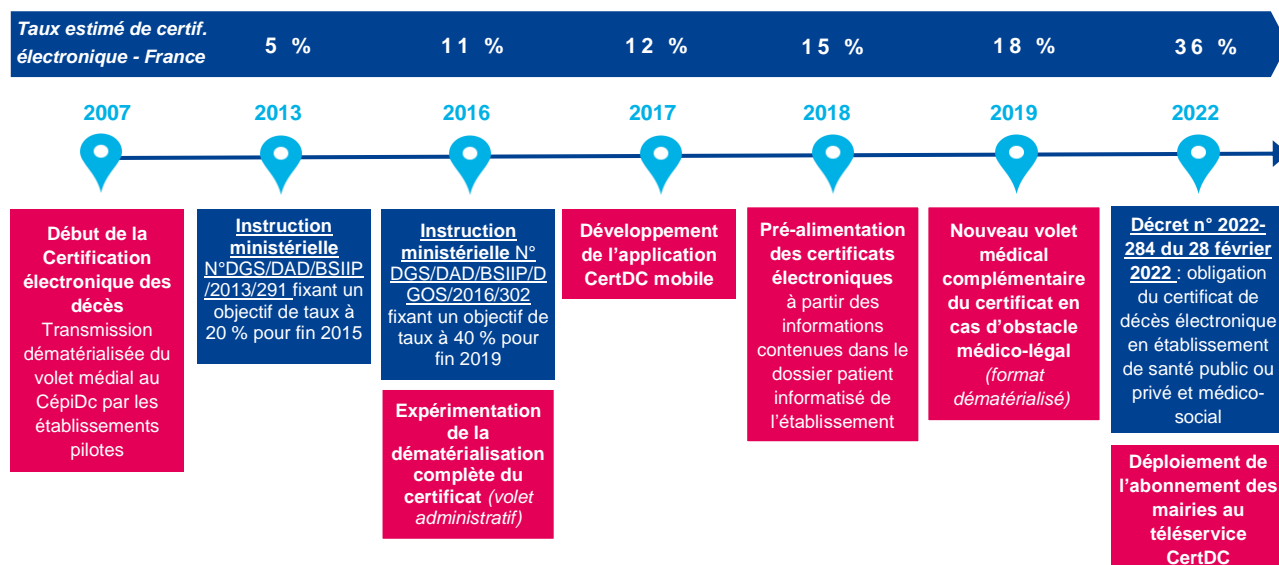 Taux estimé de certif.
électronique - France
5 %
11 %
12 %
15 %
18 %
36 %
2007
2013
2016
2017
2018
2019
2022
Début de la
Certification
électronique des
décès
Transmission
dématérialisée du
volet médial au
CépiDc par les
établissements
pilotes
Instruction
ministérielle
N°DGS/DAD/BSIIP
/2013/291 fixant un
objectif de taux à
20 % pour fin 2015
Instruction
ministérielle N°
DGS/DAD/BSIIP/D
GOS/2016/302
fixant un objectif de
taux à 40 % pour
fin 2019
Expérimentation
de la
dématérialisation
complète du
certificat (volet
administratif)
Développement
de l'application
CertDC mobile
Pré-alimentation
des certificats
électroniques
à partir des
informations
contenues dans le
dossier patient
informatisé de
l'établissement
Nouveau volet
médical
complémentaire
du certificat en
cas d'obstacle
médico-légal
(format
dématérialisé)
Décret n° 2022-
284 du 28 février
2022 : obligation
du certificat de
décès électronique
en établissement
de santé public ou
privé et médico-
social
Déploiement de
l'abonnement des
mairies au
téléservice
CertDC